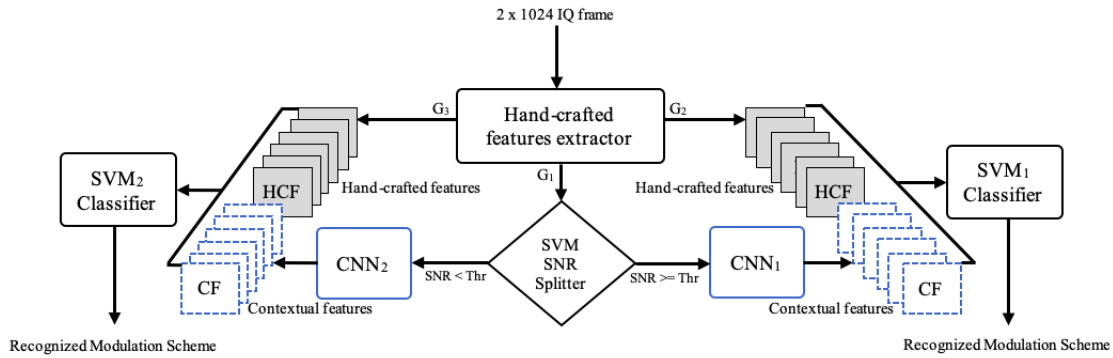 2 x 1024 IQ frame
G₃
Hand-crafted
features extractor
G₂
SVM₂
Classifier
HCF
Hand-crafted features
G₁
Hand-crafted features
HCF
SVM₁
Classifier
CF
Contextual features
CNN₂
SNR < Thr
SVM
SNR
Splitter
SNR >= Thr
CNN₁
CF
Contextual features
Recognized Modulation Scheme
Recognized Modulation Scheme